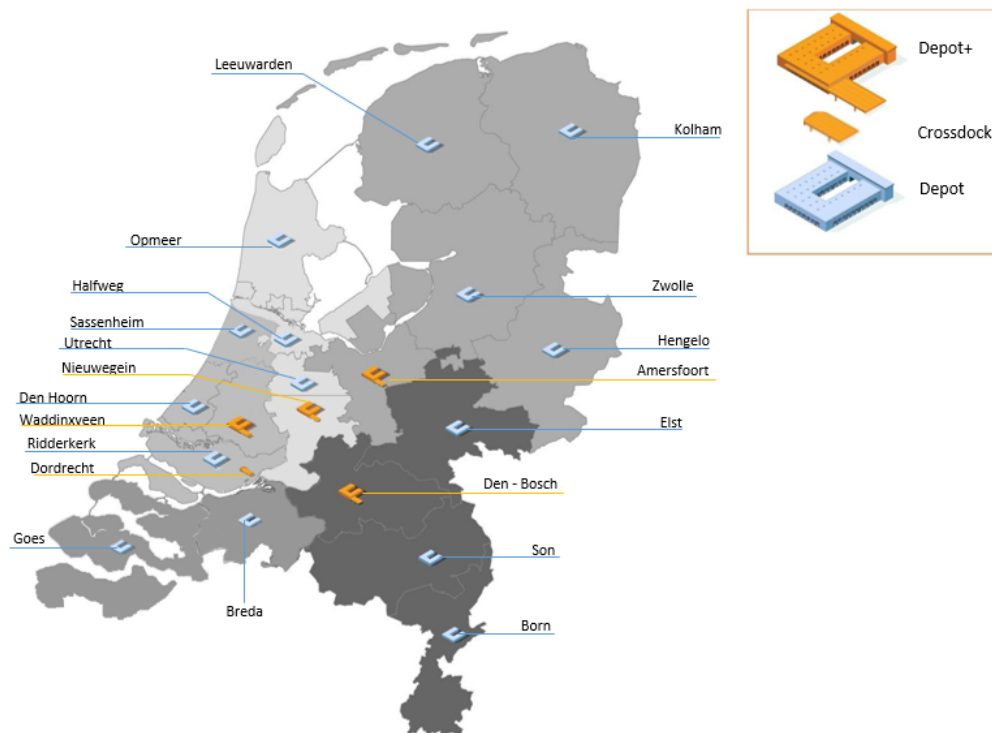 Leeuwarden
Kolham
Opmeer
Halfweg
Zwolle
Sassenheim
Utrecht
Hengelo
Nieuwegein
Amersfoort
Den Hoorn
Waddinxveen
Elst
Ridderkerk
Dordrecht
Den - Bosch
Goes
Son
Breda
Born
Depot+
Crossdock
Depot